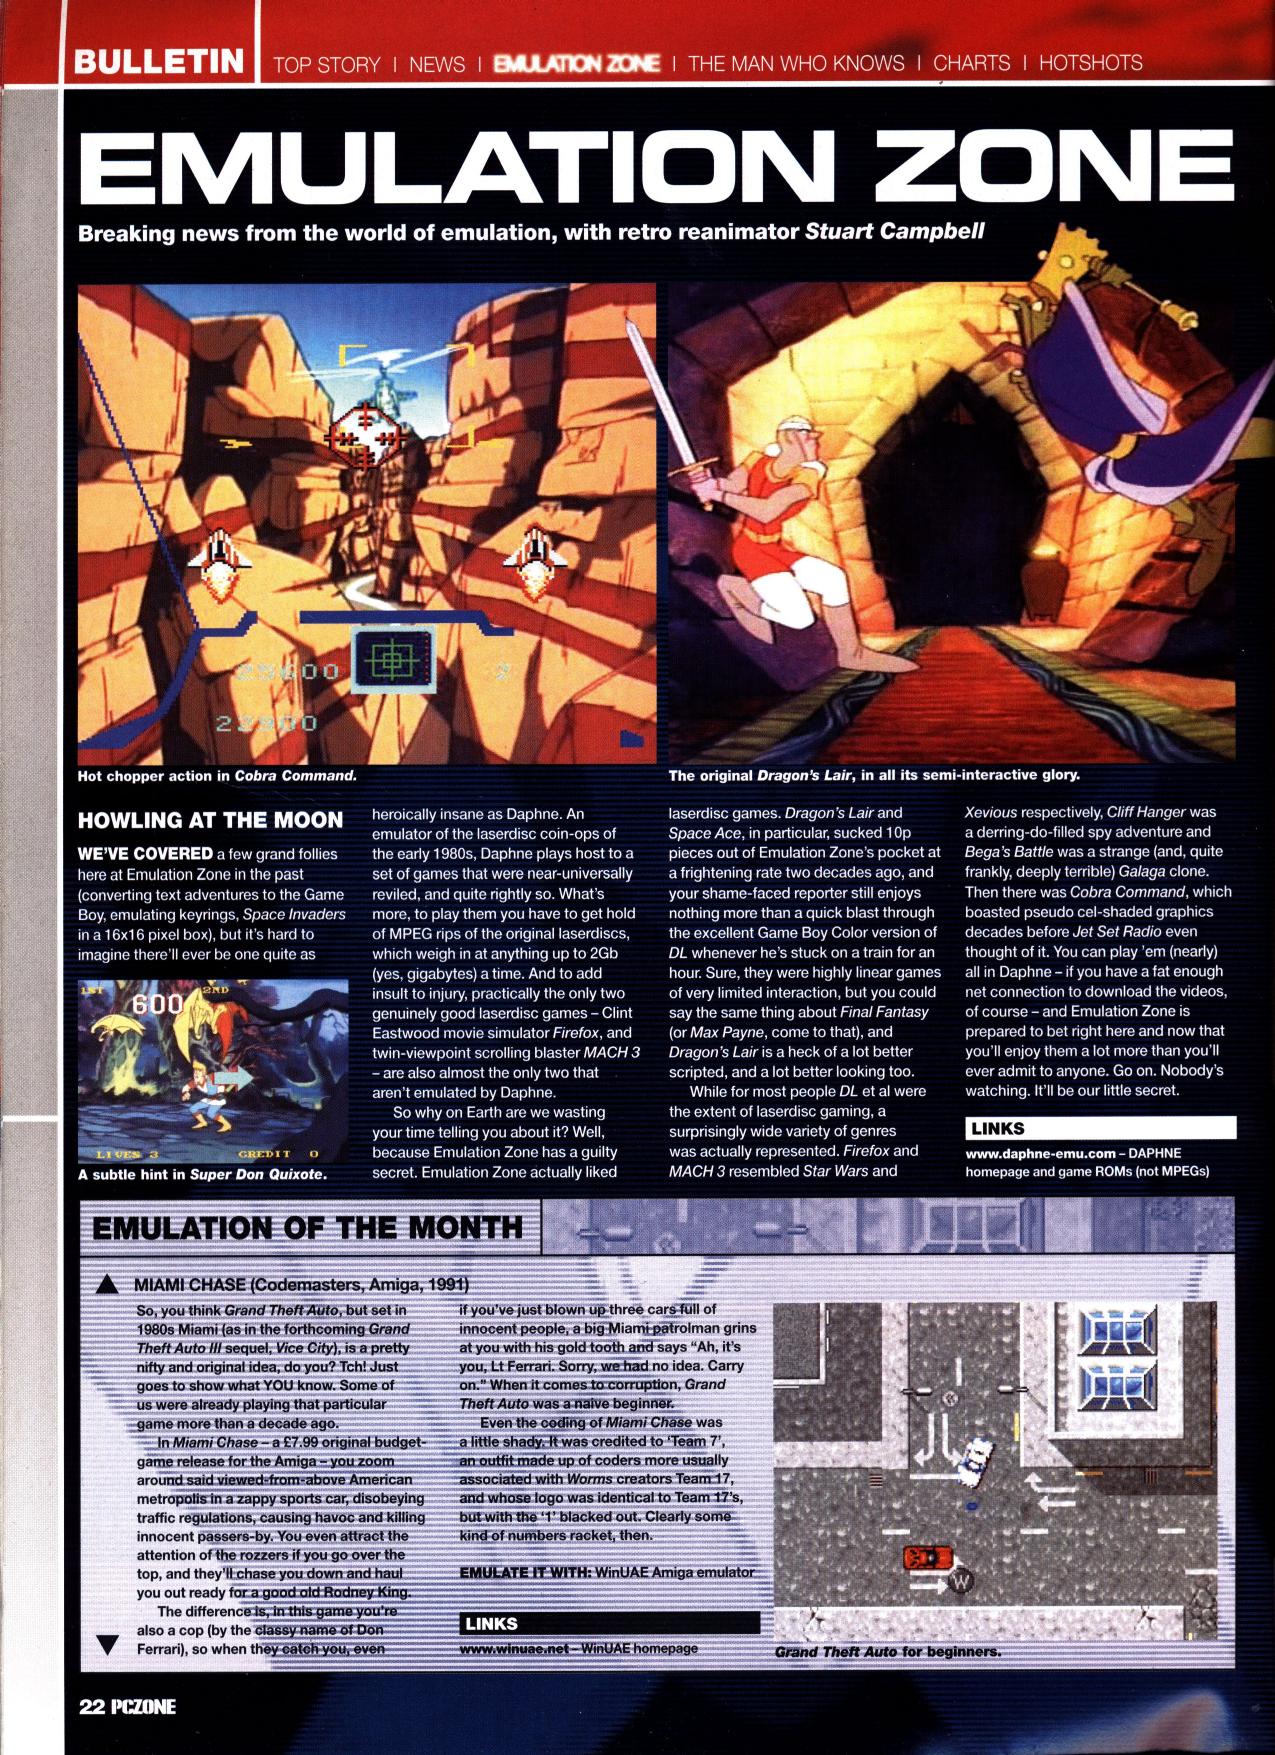 BULLETIN
TOP STORY | NEWS | EMULATION ZONE | THE MAN WHO KNOWS | CHARTS | HOTSHOTS
EMULATION ZONE
Breaking news from the world of emulation, with retro reanimator Stuart Campbell
25600
2
22900
Hot chopper action in Cobra Command.
The original Dragon's Lair, in all its semi-interactive glory.
HOWLING AT THE MOON
WE'VE COVERED a few grand follies
here at Emulation Zone in the past
(converting text adventures to the Game
Boy, emulating keyrings, Space Invaders
in a 16x16 pixel box), but it's hard to
imagine there'll ever be one quite as
1ST
2ND
600
LIVES 3
CREDIT 0
A subtle hint in Super Don Quixote.
heroically insane as Daphne. An
emulator of the laserdisc coin-ops of
the early 1980s, Daphne plays host to a
set of games that were near-universally
reviled, and quite rightly so. What's
more, to play them you have to get hold
of MPEG rips of the original laserdiscs,
which weigh in at anything up to 2Gb
(yes, gigabytes) a time. And to add
insult to injury, practically the only two
genuinely good laserdisc games – Clint
Eastwood movie simulator Firefox, and
twin-viewpoint scrolling blaster MACH 3
– are also almost the only two that
aren't emulated by Daphne.
So why on Earth are we wasting
your time telling you about it? Well,
because Emulation Zone has a guilty
secret. Emulation Zone actually liked
laserdisc games. Dragon's Lair and
Space Ace, in particular, sucked 10p
pieces out of Emulation Zone's pocket at
a frightening rate two decades ago, and
your shame-faced reporter still enjoys
nothing more than a quick blast through
the excellent Game Boy Color version of
DL whenever he's stuck on a train for an
hour. Sure, they were highly linear games
of very limited interaction, but you could
say the same thing about Final Fantasy
(or Max Payne, come to that), and
Dragon's Lair is a heck of a lot better
scripted, and a lot better looking too.
While for most people DL et al were
the extent of laserdisc gaming, a
surprisingly wide variety of genres
was actually represented. Firefox and
MACH 3 resembled Star Wars and
Xevious respectively, Cliff Hanger was
a derring-do-filled spy adventure and
Bega's Battle was a strange (and, quite
frankly, deeply terrible) Galaga clone.
Then there was Cobra Command, which
boasted pseudo cel-shaded graphics
decades before Jet Set Radio even
thought of it. You can play 'em (nearly)
all in Daphne – if you have a fat enough
net connection to download the videos,
of course – and Emulation Zone is
prepared to bet right here and now that
you'll enjoy them a lot more than you'll
ever admit to anyone. Go on. Nobody's
watching. It'll be our little secret.
LINKS
www.daphne-emu.com – DAPHNE
homepage and game ROMs (not MPEGs)
EMULATION OF THE MONTH
MIAMI CHASE (Codemasters, Amiga, 1991)
So, you think Grand Theft Auto, but set in
1980s Miami (as in the forthcoming Grand
Theft Auto III sequel, Vice City), is a pretty
nifty and original idea, do you? Tch! Just
goes to show what YOU know. Some of
us were already playing that particular
game more than a decade ago.
In Miami Chase – a £7.99 original budget-
game release for the Amiga – you zoom
around said viewed-from-above American
metropolis in a zappy sports car, disobeying
traffic regulations, causing havoc and killing
innocent passers-by. You even attract the
attention of the rozzers if you go over the
top, and they'll chase you down and haul
you out ready for a good old Rodney King.
The difference is, in this game you're
also a cop (by the classy name of Don
Ferrari), so when they catch you, even
if you've just blown up three cars full of
innocent people, a big Miami patrolman grins
at you with his gold tooth and says "Ah, it's
you, Lt Ferrari. Sorry, we had no idea. Carry
on." When it comes to corruption, Grand
Theft Auto was a naive beginner.
Even the coding of Miami Chase was
a little shady. It was credited to 'Team 7',
an outfit made up of coders more usually
associated with Worms creators Team 17,
and whose logo was identical to Team 17's,
but with the '1' blacked out. Clearly some
kind of numbers racket, then.
EMULATE IT WITH: WinUAE Amiga emulator
LINKS
www.winuae.net – WinUAE homepage
W
Grand Theft Auto for beginners.
22 PCZONE